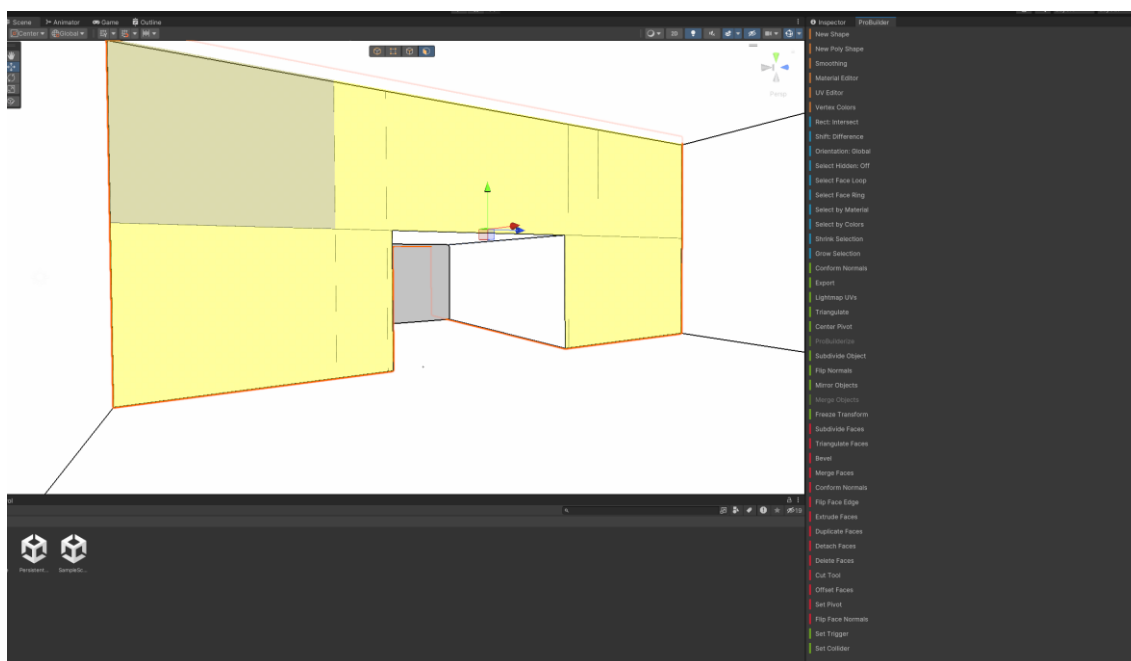 Scene Animator Game Outline
Inspector ProBuilder
Center Global
2D
Persp
New Shape
New Poly Shape
Smoothing
Material Editor
UV Editor
Vertex Colors
Rect: Intersect
Shift: Difference
Orientation: Global
Select Hidden: Off
Select Face Loop
Select Face Ring
Select by Material
Select by Colors
Shrink Selection
Grow Selection
Conform Normals
Export
Lightmap UVs
Triangulate
Center Pivot
ProBuilderize
Subdivide Object
Flip Normals
Mirror Objects
Merge Objects
Freeze Transform
Subdivide Faces
Triangulate Faces
Bevel
Merge Faces
Conform Normals
Flip Face Edge
Extrude Faces
Duplicate Faces
Detach Faces
Delete Faces
Cut Tool
Offset Faces
Set Pivot
Flip Face Normals
Set Trigger
Set Collider
Persistent... SampleSc...